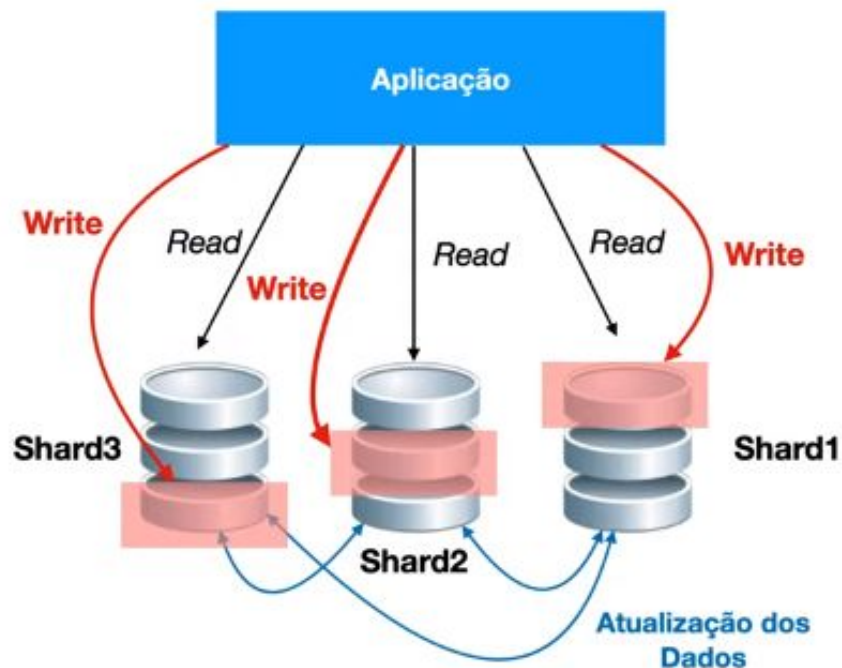 Aplicação
Write
Read
Write
Read
Read
Write
Shard3
Shard2
Shard1
Atualização dos
Dados